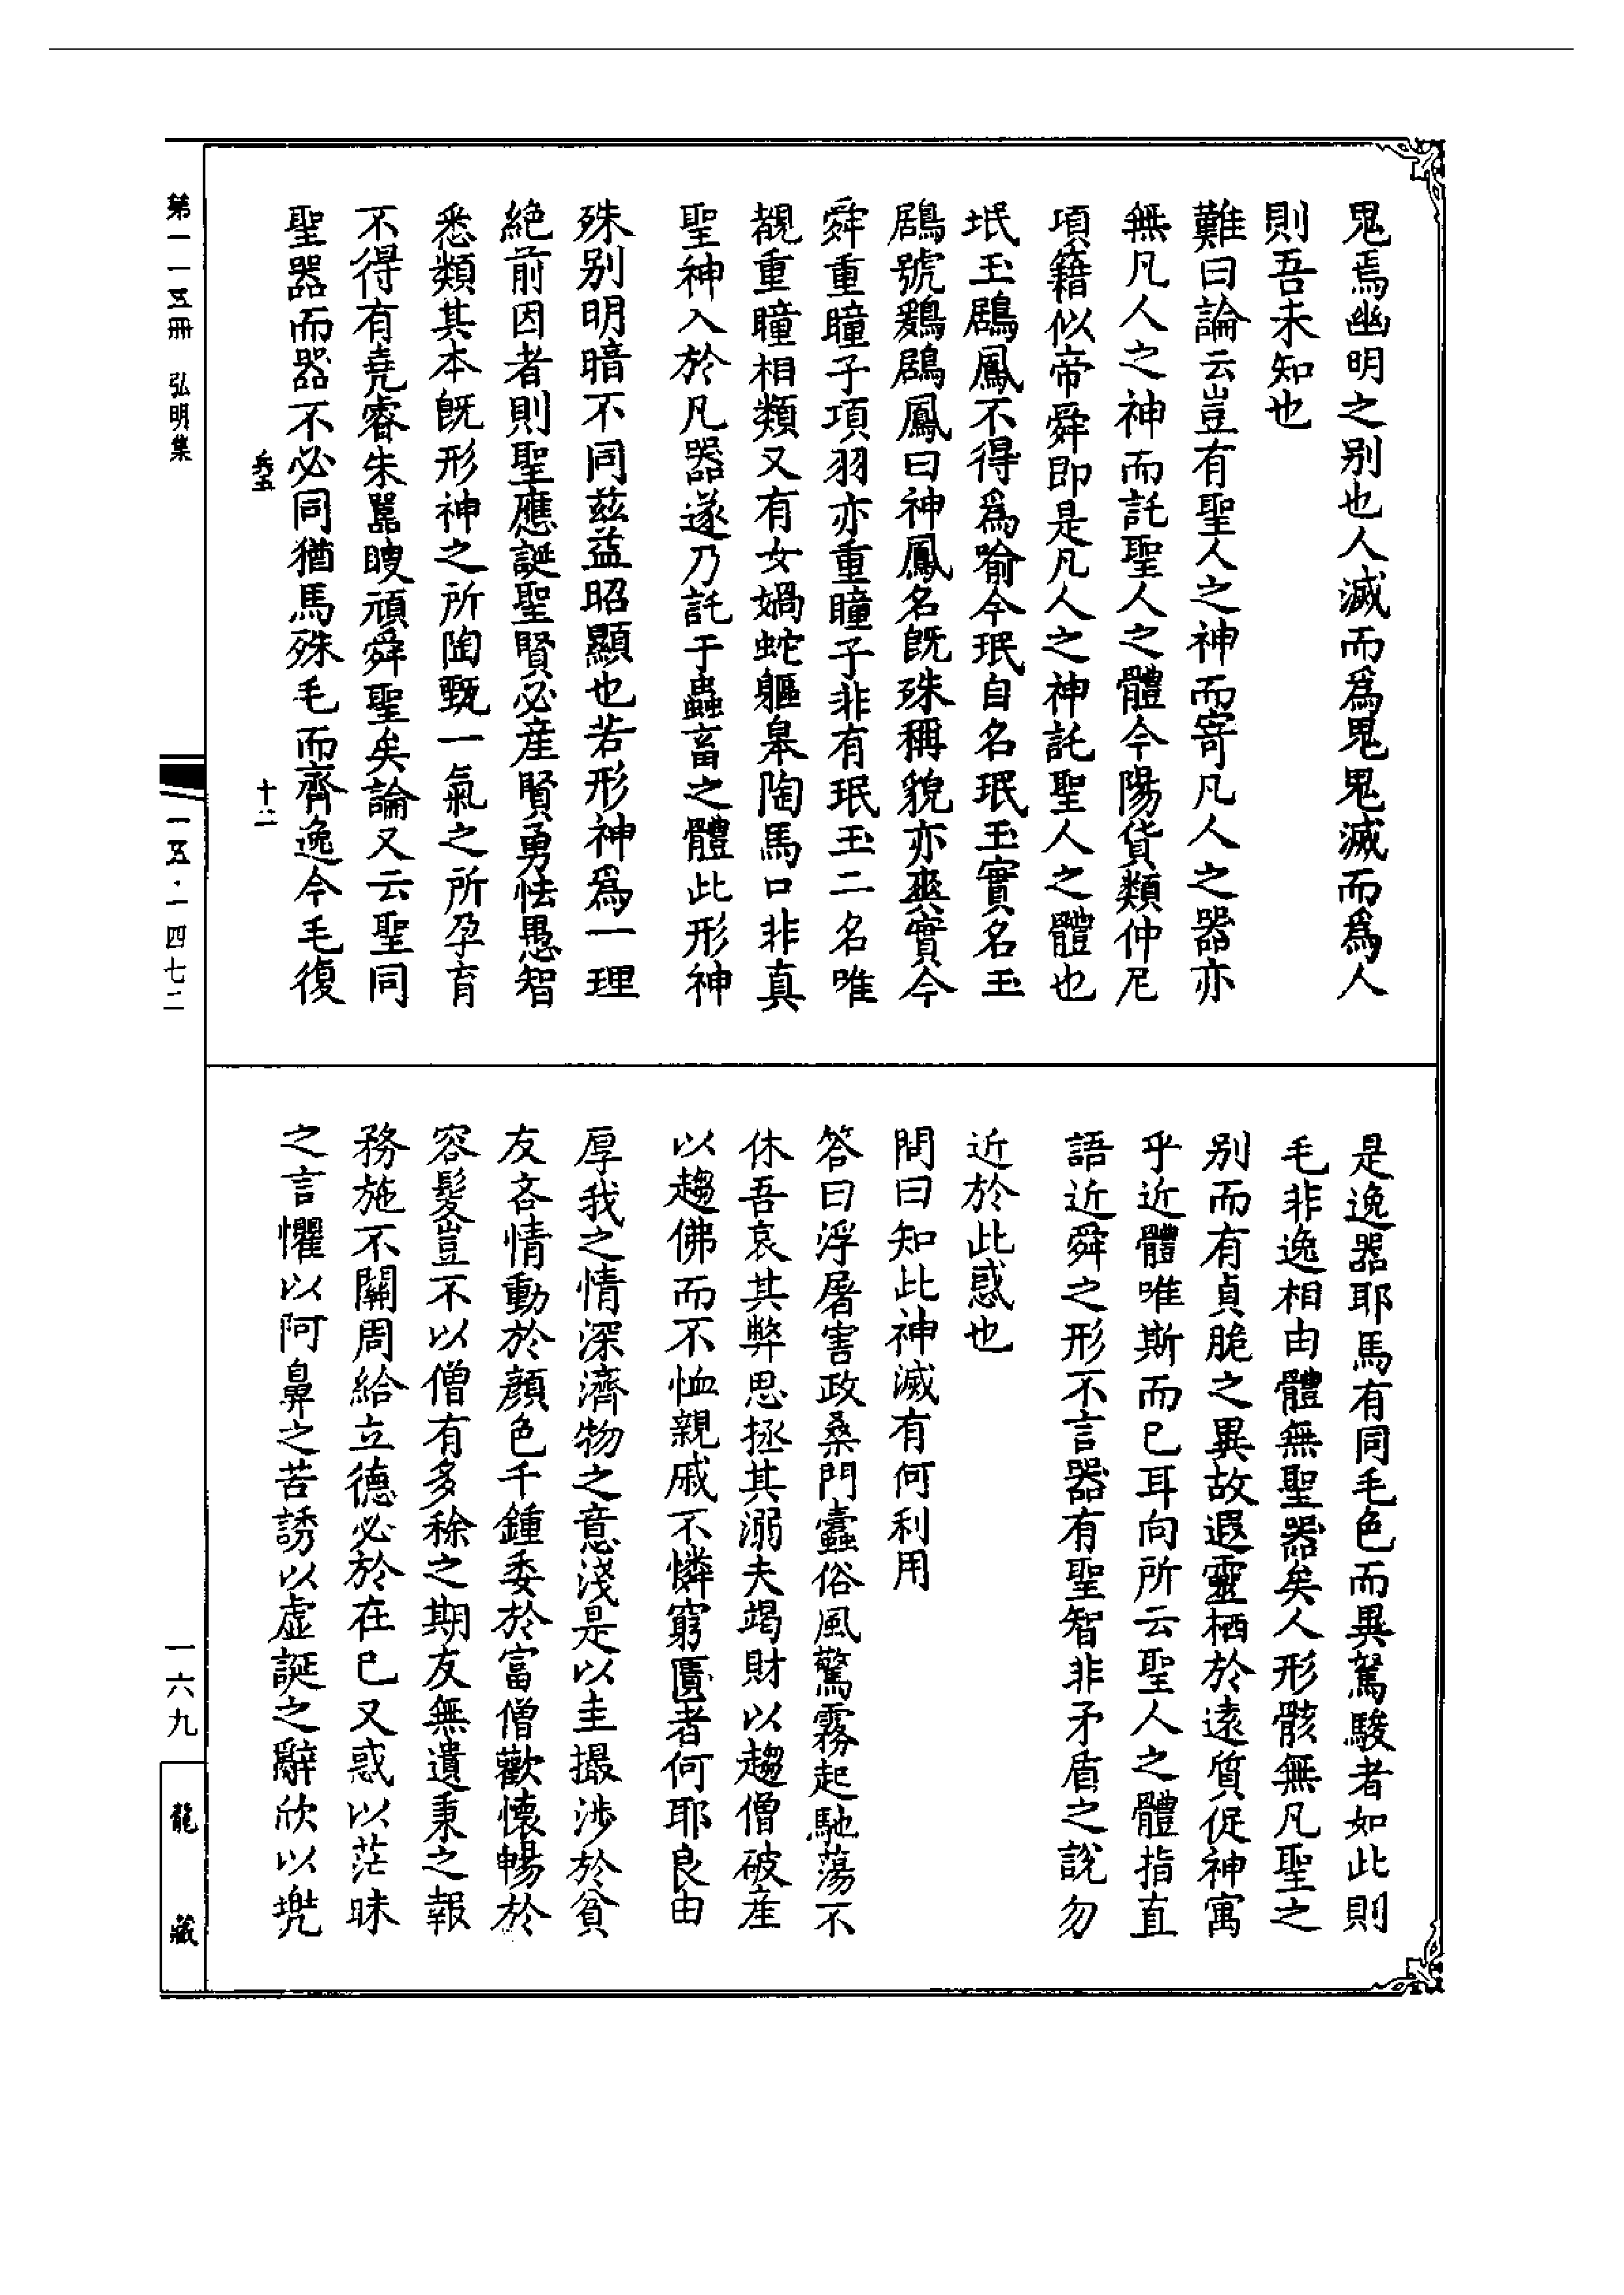 鬼焉幽明之别也人滅而爲鬼鬼滅而爲人
則吾未知也
難曰論云豈有聖人之神而寄凡人之器亦
無凡人之神而託聖人之體今陽貨類仲尼
項籍似帝舜即是凡人之神託聖人之體也
珉玉鶋鳳不得爲喻今珉自名珉玉實名玉
鶋號鶢鶋鳳曰神鳳名旣殊稱貌亦爽實今
舜重瞳子項羽亦重瞳子非有珉玉二名唯
覩重瞳相類又有女媧蛇軀皋陶馬口非真
聖神入於凡器遂乃託于蟲畜之體此形神
殊别明暗不同兹益昭顯也若形神爲一理
絶前因者則聖應誕聖賢必産賢勇怯愚智
悉類其本旣形神之所陶甄一氣之所孕育
不得有堯睿朱嚚瞍頑舜聖矣論又云聖同
聖器而器不必同猶馬殊毛而齊逸今毛復
是逸器耶馬有同毛色而異駑駿者如此則
毛非逸相由體無聖器矣人形骸無凡聖之
别而有貞脆之異故遐靈栖於遠質促神寓
乎近體唯斯而已耳向所云聖人之體指直
語近舜之形不言器有聖智非矛盾之說勿
近於此惑也
問曰知此神滅有何利用
答曰浮屠害政桑門蠹俗風驚霧起馳蕩不
休吾哀其弊思拯其溺夫竭財以趨僧破産
以趨佛而不恤親戚不憐窮匱者何耶良由
厚我之情深濟物之意淺是以圭撮涉於貧
友吝情動於顔色千鍾委於富僧歡懷暢於
容髮豈不以僧有多稌之期友無遺秉之報
務施不關周給立德必於在已又惑以茫昧
之言懼以阿鼻之苦誘以虛誕之辭欣以兠
第一一五冊 弘明集
一五·一四七二
一六九
龍藏
十二